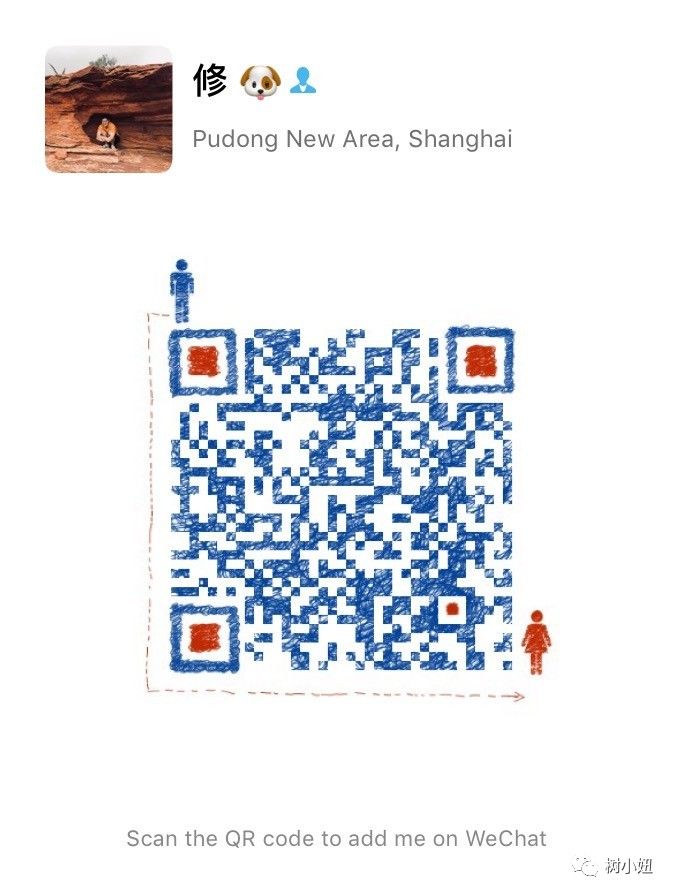 修
Pudong New Area, Shanghai
Scan the QR code to add me on WeChat
树小妞